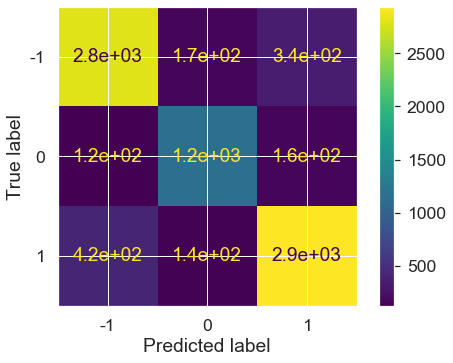 -1 2.8e+03 1.7e+02 3.4e+02
0 1.2e+02 1.2e+03 1.6e+02
1 4.2e+02 1.4e+02 2.9e+03
-1 0 1
Predicted label
True label
2500
2000
1500
1000
500